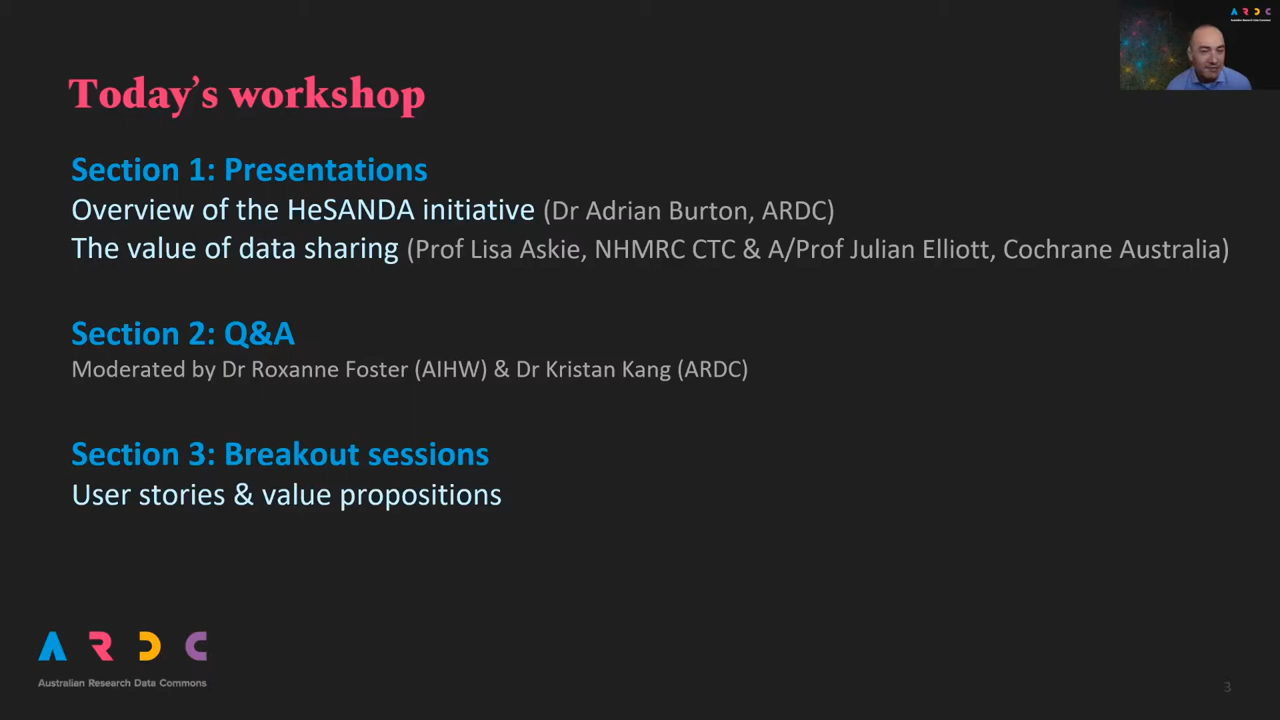 A R D C
Today's workshop
Section 1: Presentations
Overview of the HeSANDA initiative (Dr Adrian Burton, ARDC)
The value of data sharing (Prof Lisa Askie, NHMRC CTC & A/Prof Julian Elliott, Cochrane Australia)
Section 2: Q&A
Moderated by Dr Roxanne Foster (AIHW) & Dr Kristan Kang (ARDC)
Section 3: Breakout sessions
User stories & value propositions
A R D C
Australian Research Data Commons
3